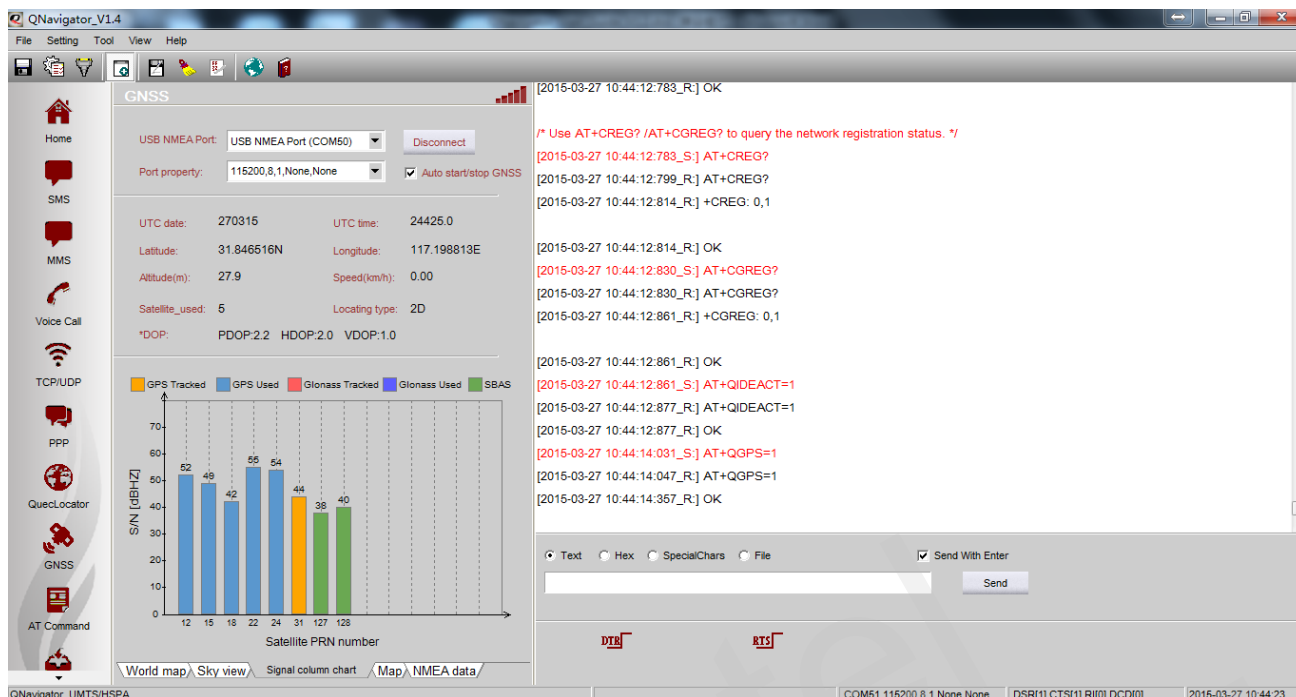 QNavigator_V1.4
File Setting Tool View Help
Home
SMS
MMS
Voice Call
TCP/UDP
PPP
QuecLocator
GNSS
AT Command
GNSS
USB NMEA Port: USB NMEA Port (COM50) Disconnect
Port property: 115200,8,1,None,None Auto start/stop GNSS
UTC date: 270315 UTC time: 24425.0
Latitude: 31.846516N Longitude: 117.198813E
Altitude(m): 27.9 Speed(km/h): 0.00
Satellite_used: 5 Locating type: 2D
*DOP: PDOP:2.2 HDOP:2.0 VDOP:1.0
GPS Tracked GPS Used Glonass Tracked Glonass Used SBAS
S/N [dBHZ]
70
60
50
40
30
20
10
0
52 49 42 55 54 44 38 40
12 15 18 22 24 31 127 128
Satellite PRN number
World map Sky view Signal column chart Map NMEA data
[2015-03-27 10:44:12:783_R:] OK
/* Use AT+CREG? /AT+CGREG? to query the network registration status. */
[2015-03-27 10:44:12:783_S:] AT+CREG?
[2015-03-27 10:44:12:799_R:] AT+CREG?
[2015-03-27 10:44:12:814_R:] +CREG: 0,1
[2015-03-27 10:44:12:814_R:] OK
[2015-03-27 10:44:12:830_S:] AT+CGREG?
[2015-03-27 10:44:12:830_R:] AT+CGREG?
[2015-03-27 10:44:12:861_R:] +CGREG: 0,1
[2015-03-27 10:44:12:861_R:] OK
[2015-03-27 10:44:12:861_S:] AT+QIDEACT=1
[2015-03-27 10:44:12:877_R:] AT+QIDEACT=1
[2015-03-27 10:44:12:877_R:] OK
[2015-03-27 10:44:14:031_S:] AT+QGPS=1
[2015-03-27 10:44:14:047_R:] AT+QGPS=1
[2015-03-27 10:44:14:357_R:] OK
Text Hex SpecialChars File Send With Enter
Send
DTR RTS
QNavigator_UMTS/HSPA COM51,115200,8,1,None,None DSR[1] CTS[1] RI[0] DCD[0] 2015-03-27 10:44:23